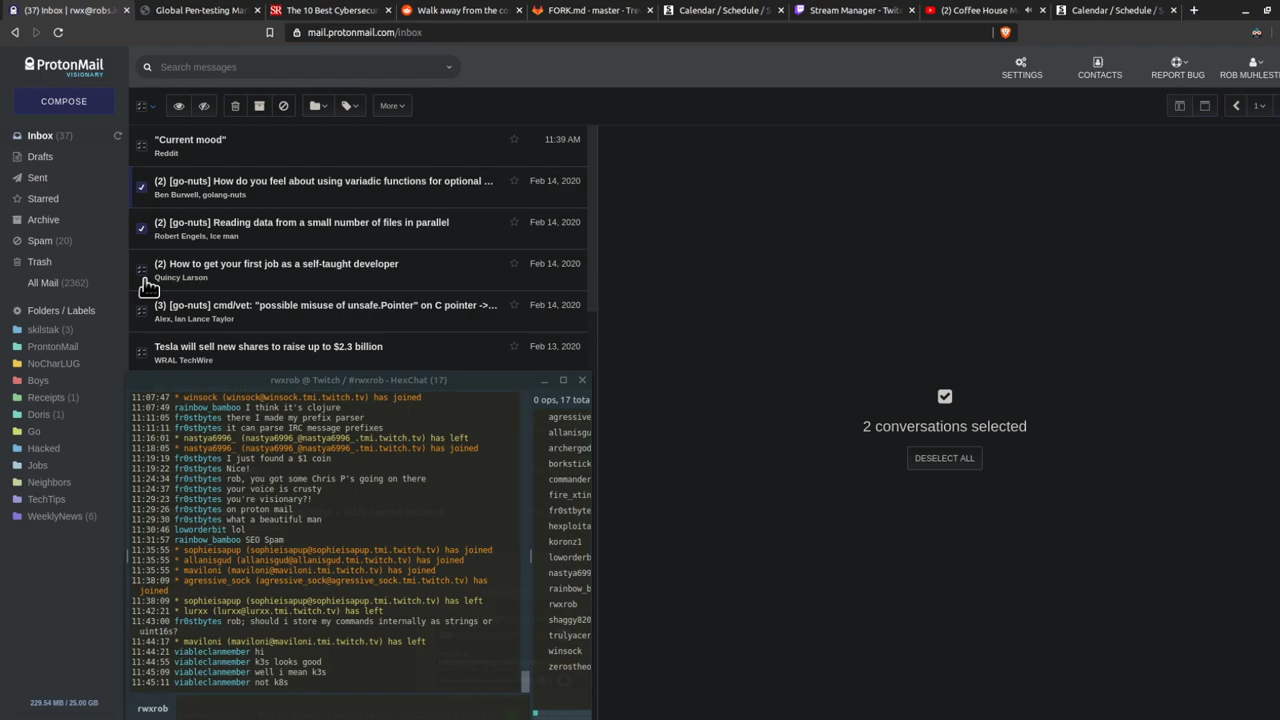 (37) Inbox | rwx@robs.
Global Pen-testing Mar
The 10 Best Cybersecur
Walk away from the co
FORK.md · master · Tre
Calendar / Schedule / S
Stream Manager - Twitc
(2) Coffee House M
Calendar / Schedule / S
mail.protonmail.com/inbox
ProtonMail
VISIONARY
Search messages
SETTINGS
CONTACTS
REPORT BUG
ROB MUHLEST
COMPOSE
More
1
Inbox (37)
Drafts
Sent
Starred
Archive
Spam (20)
Trash
All Mail (2362)
Folders / Labels
skilstak (3)
ProntonMail
NoCharLUG
Boys
Receipts (1)
Doris (1)
Go
Hacked
Jobs
Neighbors
TechTips
WeeklyNews (6)
229.54 MB / 25.00 GB
"Current mood"
11:39 AM
Reddit
(2) [go-nuts] How do you feel about using variadic functions for optional ...
Feb 14, 2020
Ben Burwell, golang-nuts
(2) [go-nuts] Reading data from a small number of files in parallel
Feb 14, 2020
Robert Engels, Ice man
(2) How to get your first job as a self-taught developer
Feb 14, 2020
Quincy Larson
(3) [go-nuts] cmd/vet: "possible misuse of unsafe.Pointer" on C pointer ->...
Feb 14, 2020
Alex, Ian Lance Taylor
Tesla will sell new shares to raise up to $2.3 billion
Feb 13, 2020
WRAL TechWire
2 conversations selected
DESELECT ALL
rwxrob @ Twitch / #rwxrob - HexChat (17)
11:07:47 * winsock (winsock@winsock.tmi.twitch.tv) has joined
11:07:49 rainbow_bamboo I think it's clojure
11:11:05 fr0stbytes there I made my prefix parser
11:11:11 fr0stbytes it can parse IRC message prefixes
11:16:01 * nastya6996_ (nastya6996_@nastya6996_.tmi.twitch.tv) has left
11:18:05 * nastya6996_ (nastya6996_@nastya6996_.tmi.twitch.tv) has joined
11:19:19 fr0stbytes I just found a $1 coin
11:19:22 fr0stbytes Nice!
11:24:34 fr0stbytes rob, you got some Chris P's going on there
11:24:37 fr0stbytes your voice is crusty
11:29:23 fr0stbytes you're visionary?!
11:29:26 fr0stbytes on proton mail
11:29:30 fr0stbytes what a beautiful man
11:30:46 loworderbit lol
11:31:57 rainbow_bamboo SEO Spam
11:35:55 * sophieisapup (sophieisapup@sophieisapup.tmi.twitch.tv) has joined
11:35:55 * allanisgud (allanisgud@allanisgud.tmi.twitch.tv) has joined
11:35:55 * maviloni (maviloni@maviloni.tmi.twitch.tv) has joined
11:38:09 * agressive_sock (agressive_sock@agressive_sock.tmi.twitch.tv) has
joined
11:38:09 * sophieisapup (sophieisapup@sophieisapup.tmi.twitch.tv) has left
11:42:21 * lurxx (lurxx@lurxx.tmi.twitch.tv) has left
11:43:00 fr0stbytes rob; should i store my commands internally as strings or
uint16s?
11:44:17 * maviloni (maviloni@maviloni.tmi.twitch.tv) has left
11:44:21 viableclanmember hi
11:44:55 viableclanmember k3s looks good
11:45:09 viableclanmember well i mean k3s
11:45:11 viableclanmember not k8s
rwxrob
0 ops, 17 tota
agressive
allanisgu
archergod
borkstick
commander
fire_xtin
fr0stbyte
hexploita
koronz1
loworderb
nastya699
rainbow_b
rwxrob
shaggy820
trulyacer
viablecla
winsock
zerostheo